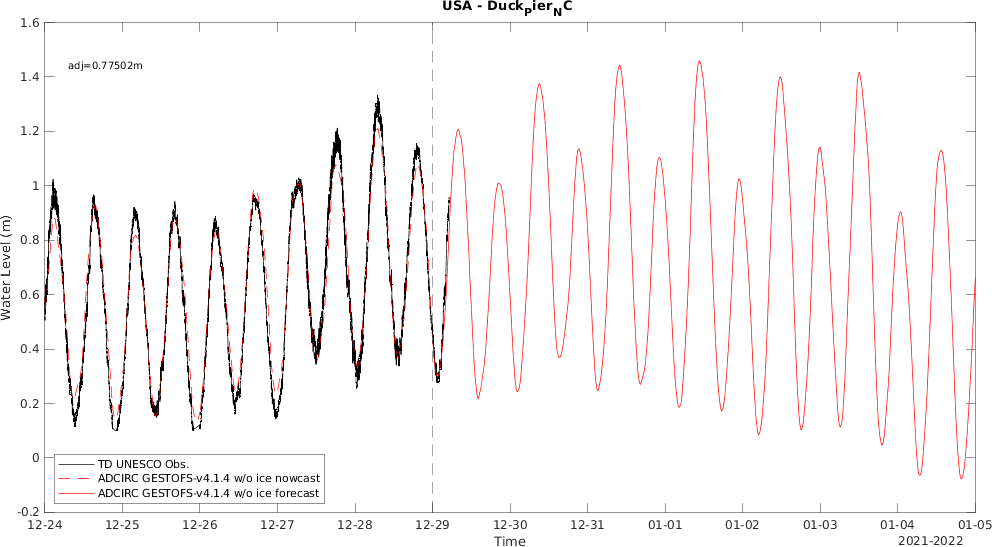 USA - DuckPierNC
1.6
1.4
1.2
1
0.8
0.6
0.4
0.2
0
-0.2
Water Level (m)
adj=0.77502m
TD UNESCO Obs.
ADCIRC GESTOFS-v4.1.4 w/o ice nowcast
ADCIRC GESTOFS-v4.1.4 w/o ice forecast
12-24 12-25 12-26 12-27 12-28 12-29 12-30 12-31 01-01 01-02 01-03 01-04 01-05
Time
2021-2022